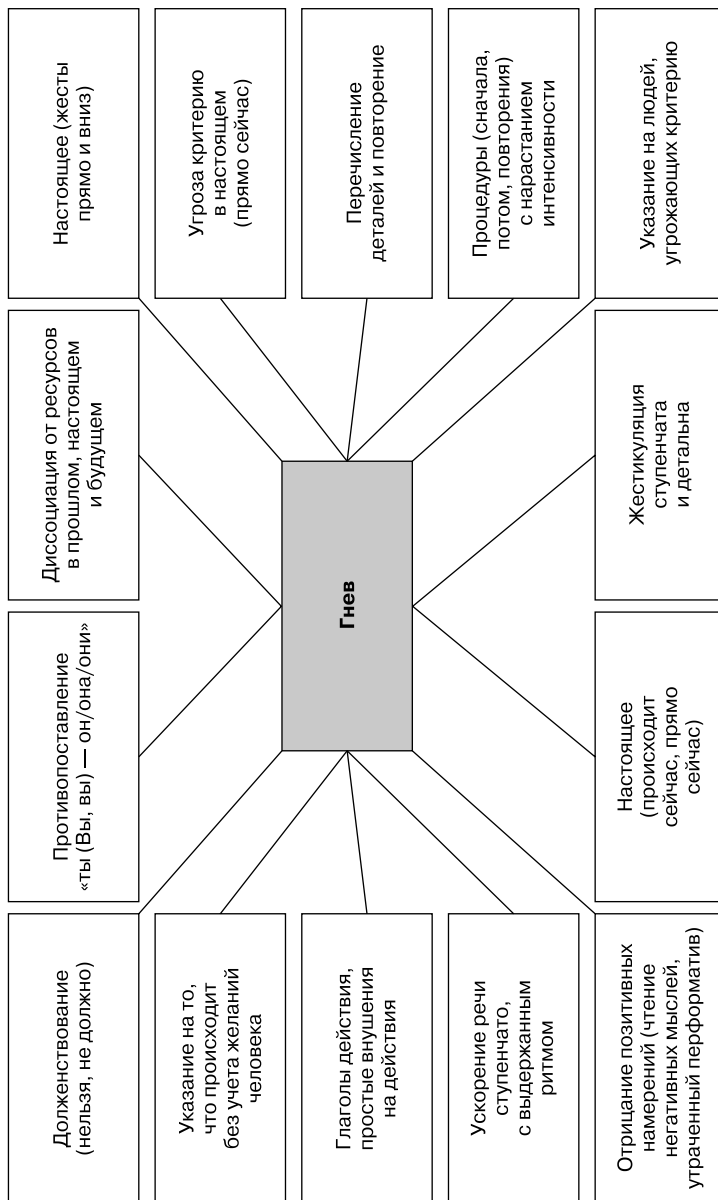 Долженствование
(нельзя, не должно)
Противопоставление
«ты (Вы, вы) — он/она/они»
Диссоциация от ресурсов
в прошлом, настоящем
и будущем
Настоящее (жесты
прямо и вниз)
Указание на то,
что происходит
без учета желаний
человека
Угроза критерию
в настоящем
(прямо сейчас)
Глаголы действия,
простые внушения
на действия
Гнев
Перечисление
деталей и повторение
Ускорение речи
ступенчато,
с выдержанным
ритмом
Процедуры (сначала,
потом, повторения)
с нарастанием
интенсивности
Отрицание позитивных
намерений (чтение
негативных мыслей,
утраченный перформатив)
Настоящее
(происходит
сейчас, прямо
сейчас)
Жестикуляция
ступенчата
и детальна
Указание на людей,
угрожающих критерию